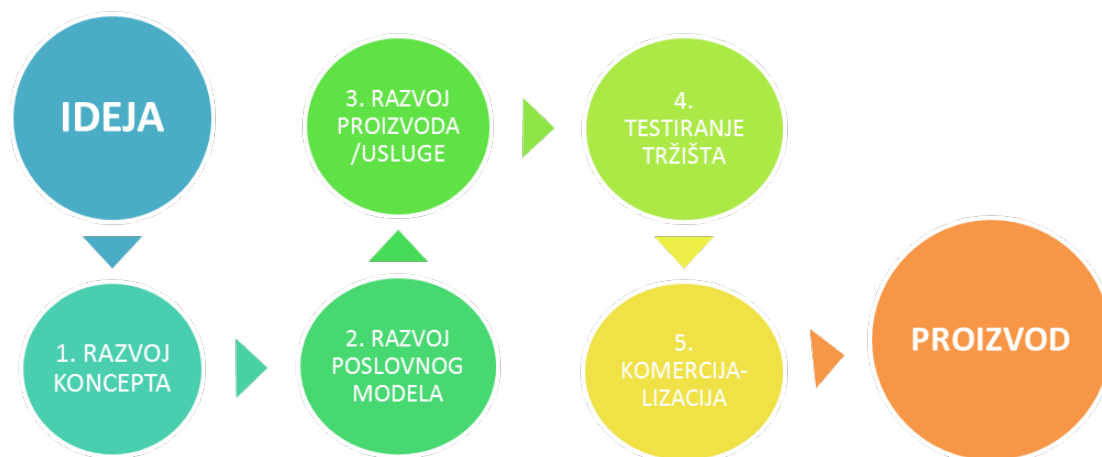 IDEJA
1. RAZVOJ
KONCEPTA
2. RAZVOJ
POSLOVNOG
MODELA
3. RAZVOJ
PROIZVODA
/USLUGE
4.
TESTIRANJE
TRŽIŠTA
5.
KOMERCIJA-
LIZACIJA
PROIZVOD